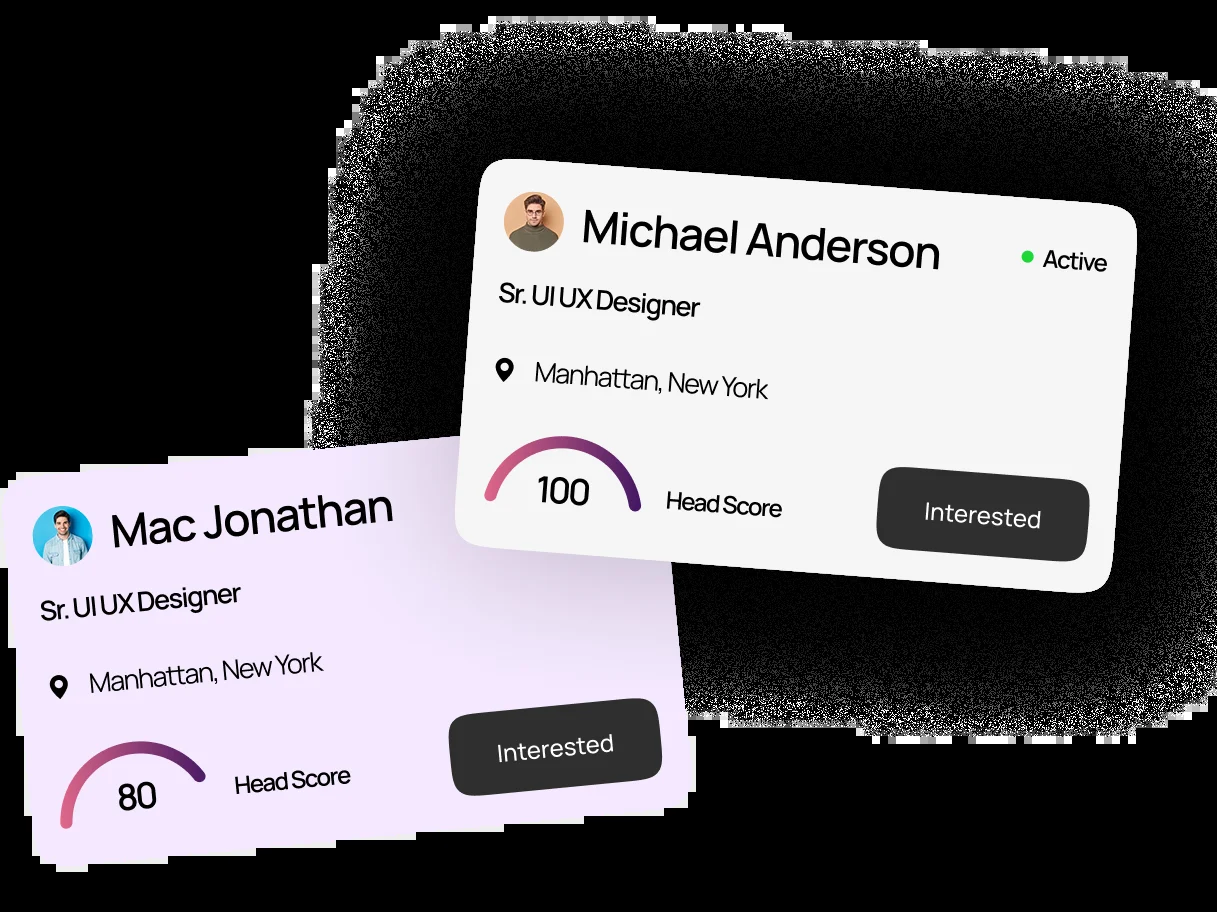 Michael Anderson
Active
Sr. UI UX Designer
Manhattan, New York
100
Head Score
Interested
Mac Jonathan
Sr. UI UX Designer
Manhattan, New York
80
Head Score
Interested